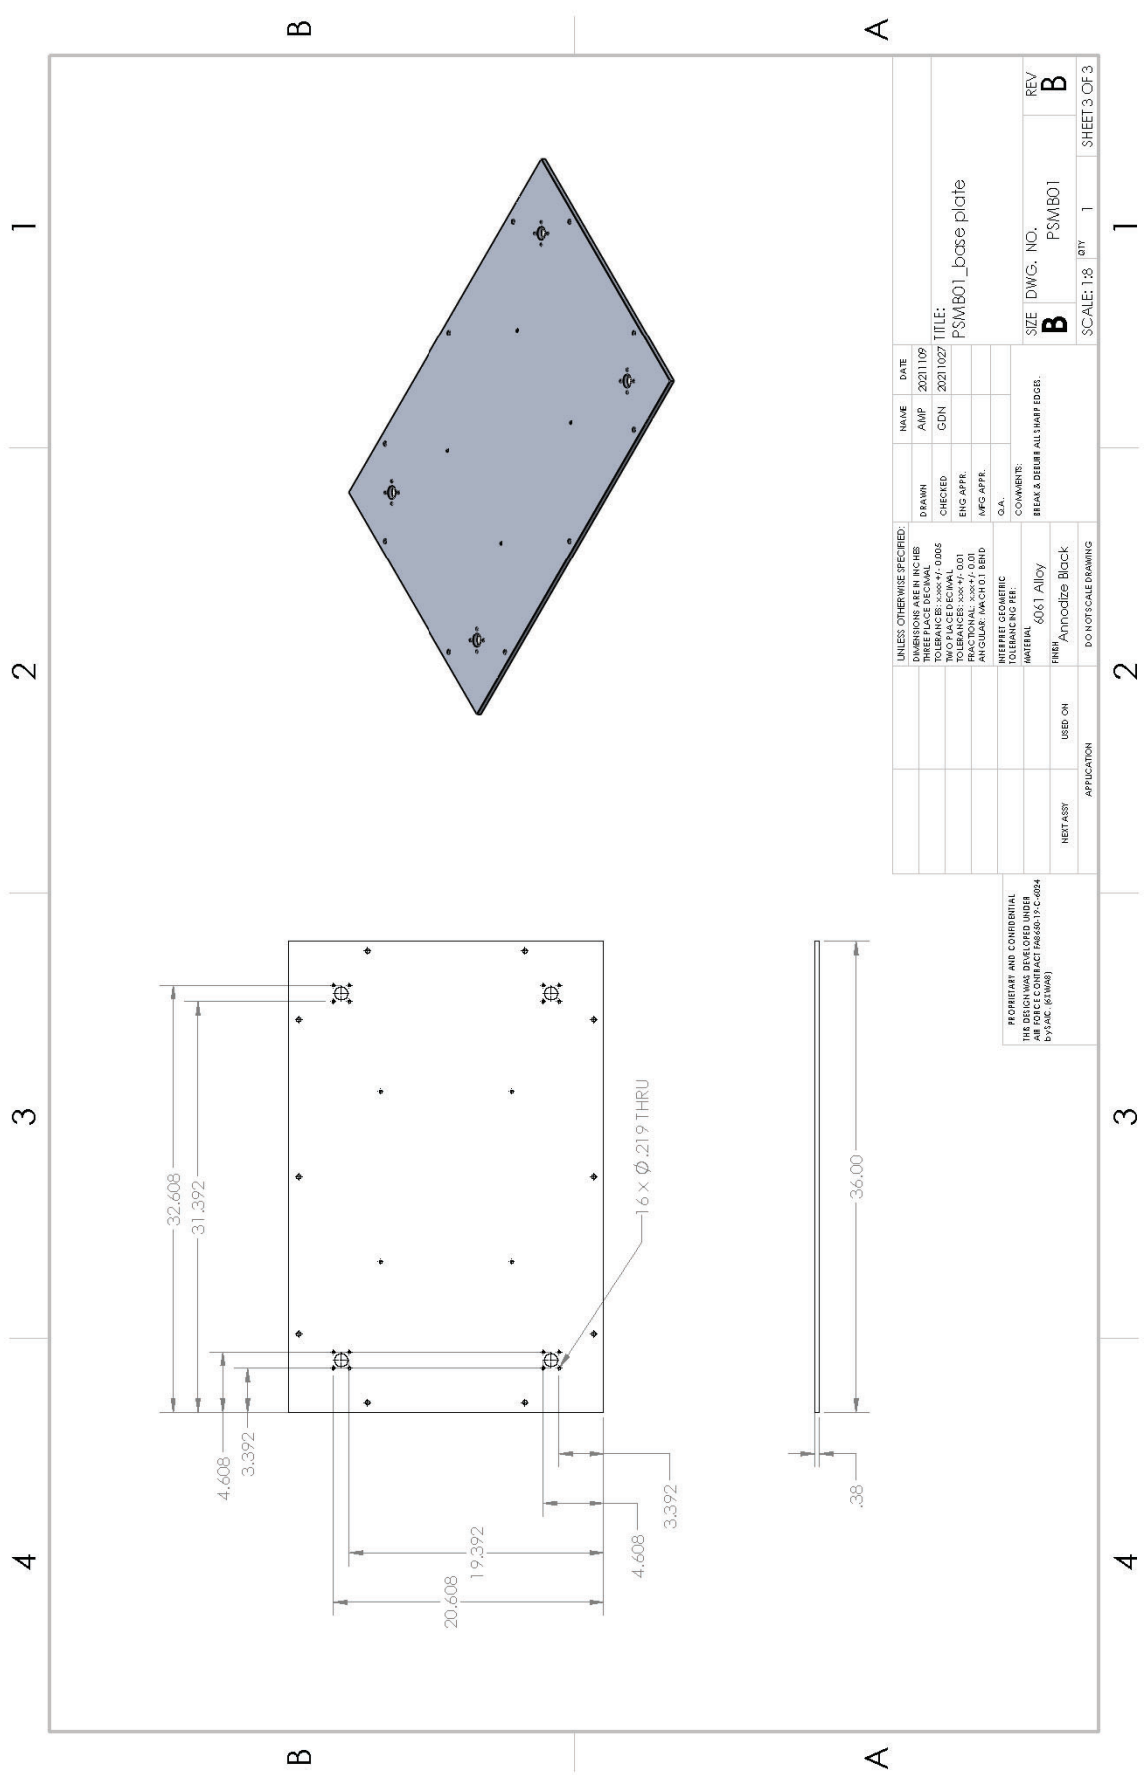 4
3
2
1
B
B
A
A
32.608
31.392
4.608
3.392
20.608
19.392
4.608
3.392
16 x Ø.219 THRU
36.00
.38
PROPRIETARY AND CONFIDENTIAL
THIS DESIGN WAS DEVELOPED UNDER
AIR FORCE CONTRACT FA8650-19-C-6024
by SAIC. (61WA8)
NEXT ASSY
USED ON
APPLICATION
UNLESS OTHERWISE SPECIFIED:
DIMENSIONS ARE IN INCHES
THREE PLACE DECIMAL
TOLERANCES: x.xxx +/- 0.005
TWO PLACE DECIMAL
TOLERANCES: x.xx +/- 0.01
FRACTIONAL: x.xx +/- 0.01
ANGULAR: MACH 0.1 BEND
INTERPRET GEOMETRIC
TOLERANCING PER:
MATERIAL
6061 Alloy
FINISH
Annodize Black
DO NOT SCALE DRAWING
NAME
DATE
DRAWN
AMP
20211109
CHECKED
GDN
20211027
ENG APPR.
MFG APPR.
Q.A.
COMMENTS:
BREAK & DEBURR ALL SHARP EDGES.
TITLE:
PSMB01_base plate
SIZE
B
DWG. NO.
PSMB01
REV
B
SCALE: 1:8
QTY
1
SHEET 3 OF 3
4
3
2
1